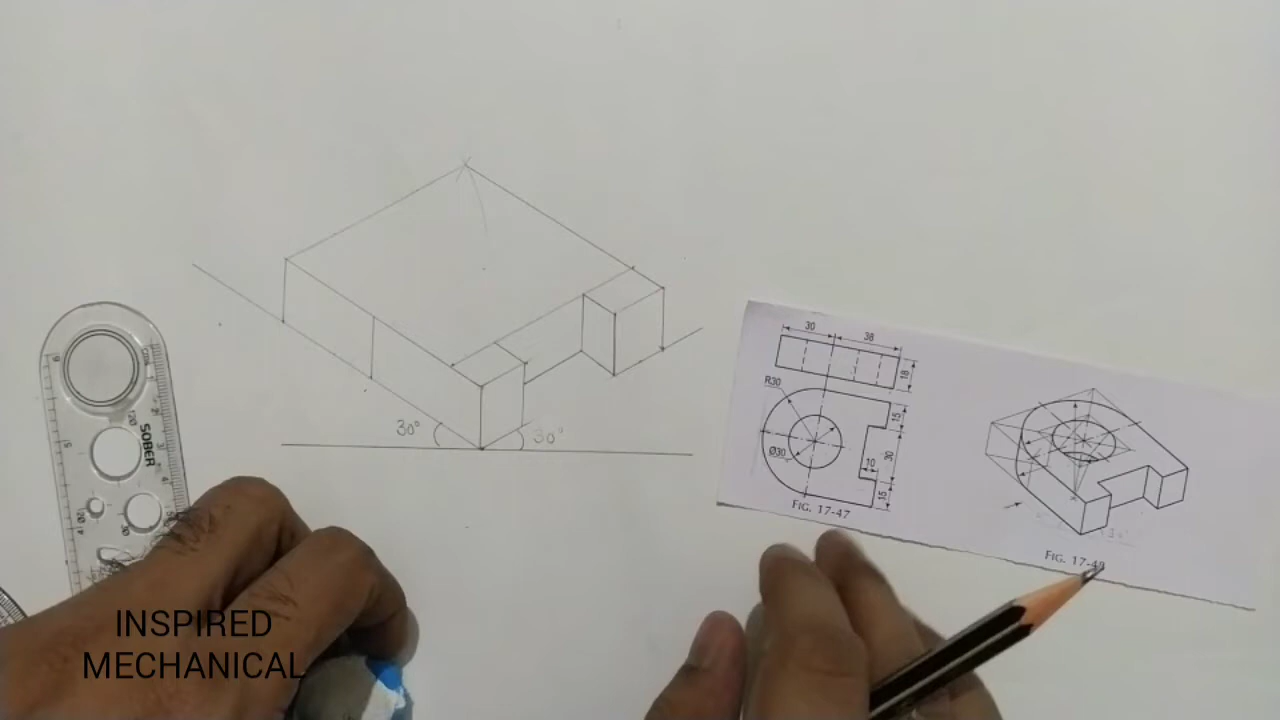 30°
30°
SOBER
30
38
18
R30
15
Ø30
10
30
15
FIG. 17-47
FIG. 17-48
INSPIRED
MECHANICAL